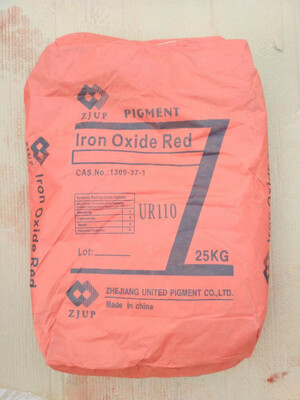 ZJUP
PIGMENT
Iron Oxide Red
CAS.No.:1309-37-1
UR110
Lot:
25KG
ZJUP
ZHEJIANG UNITED PIGMENT CO.,LTD.
Made in china
Iron Oxide Red